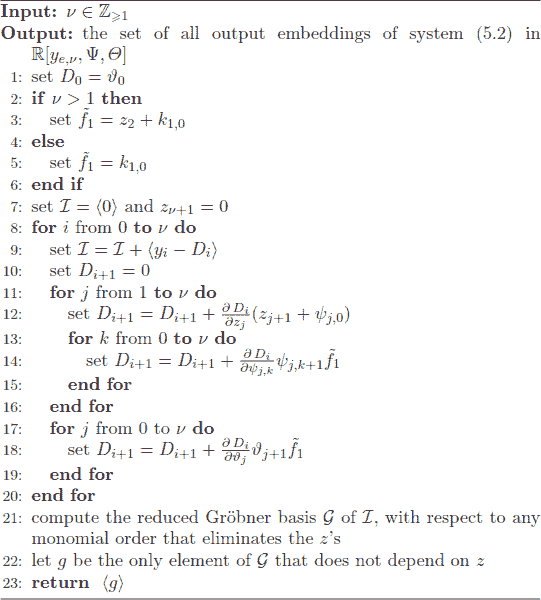 Input: ν ∈ ℤ⩾1
Output: the set of all output embeddings of system (5.2) in
ℝ[y_{e,ν}, Ψ, Θ]
1: set D_0 = ϑ_0
2: if ν > 1 then
3: set f̃_1 = z_2 + k_{1,0}
4: else
5: set f̃_1 = k_{1,0}
6: end if
7: set ℐ = ⟨0⟩ and z_{ν+1} = 0
8: for i from 0 to ν do
9: set ℐ = ℐ + ⟨y_i − D_i⟩
10: set D_{i+1} = 0
11: for j from 1 to ν do
12: set D_{i+1} = D_{i+1} + ∂D_i/∂z_j (z_{j+1} + ψ_{j,0})
13: for k from 0 to ν do
14: set D_{i+1} = D_{i+1} + ∂D_i/∂ψ_{j,k} ψ_{j,k+1} f̃_1
15: end for
16: end for
17: for j from 0 to ν do
18: set D_{i+1} = D_{i+1} + ∂D_i/∂ϑ_j ϑ_{j+1} f̃_1
19: end for
20: end for
21: compute the reduced Gröbner basis 𝒢 of ℐ, with respect to any
monomial order that eliminates the z's
22: let g be the only element of 𝒢 that does not depend on z
23: return ⟨g⟩